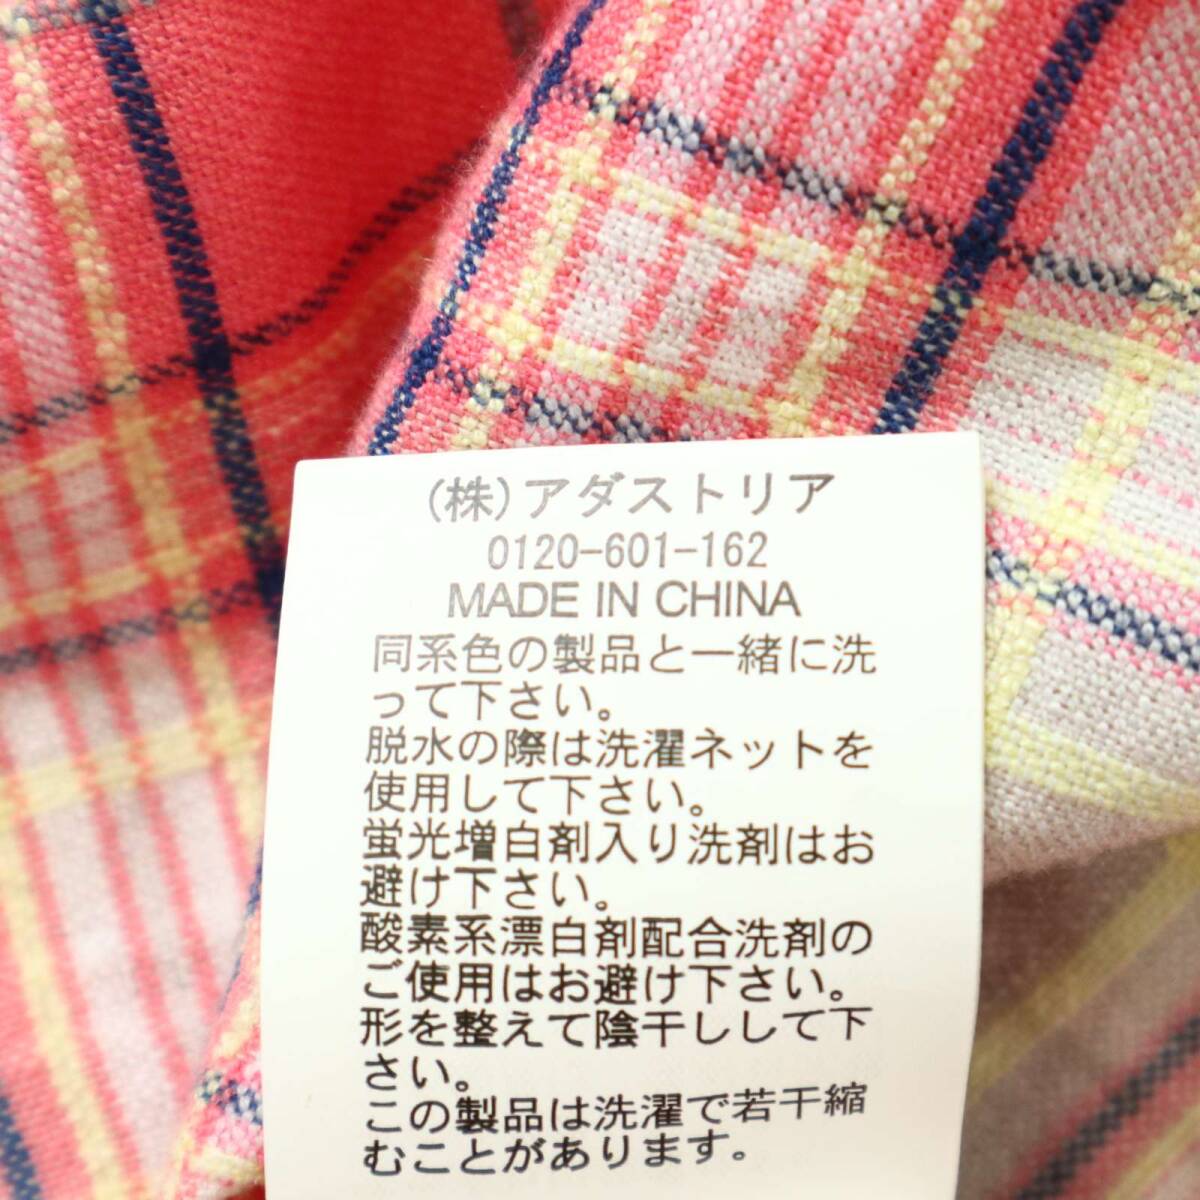 (株)アダストリア
0120-601-162
MADE IN CHINA
同系色の製品と一緒に洗
って下さい。
脱水の際は洗濯ネットを
使用して下さい。
蛍光増白剤入り洗剤はお
避け下さい。
酸素系漂白剤配合洗剤の
ご使用はお避け下さい。
形を整えて陰干しして下
さい。
この製品は洗濯で若干縮
むことがあります。